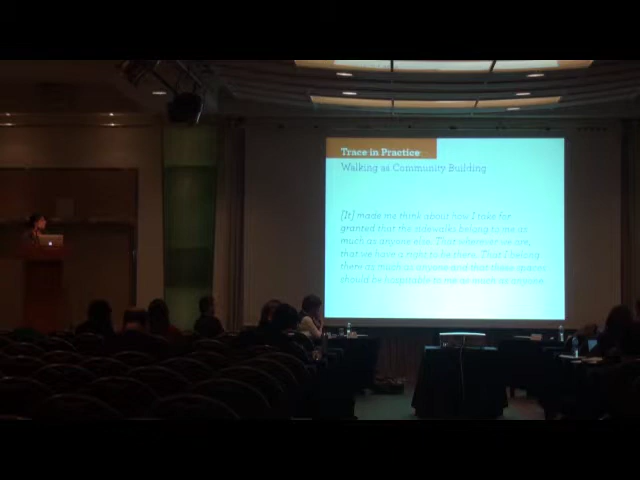 Trace in Practice
Walking as Community Building
[It] made me think about how I take for
granted that the sidewalks belong to me as
much as anyone else. That wherever we are,
that we have a right to be there. That I belong
there as much as anyone and that these spaces
should be hospitable to me as much as anyone.